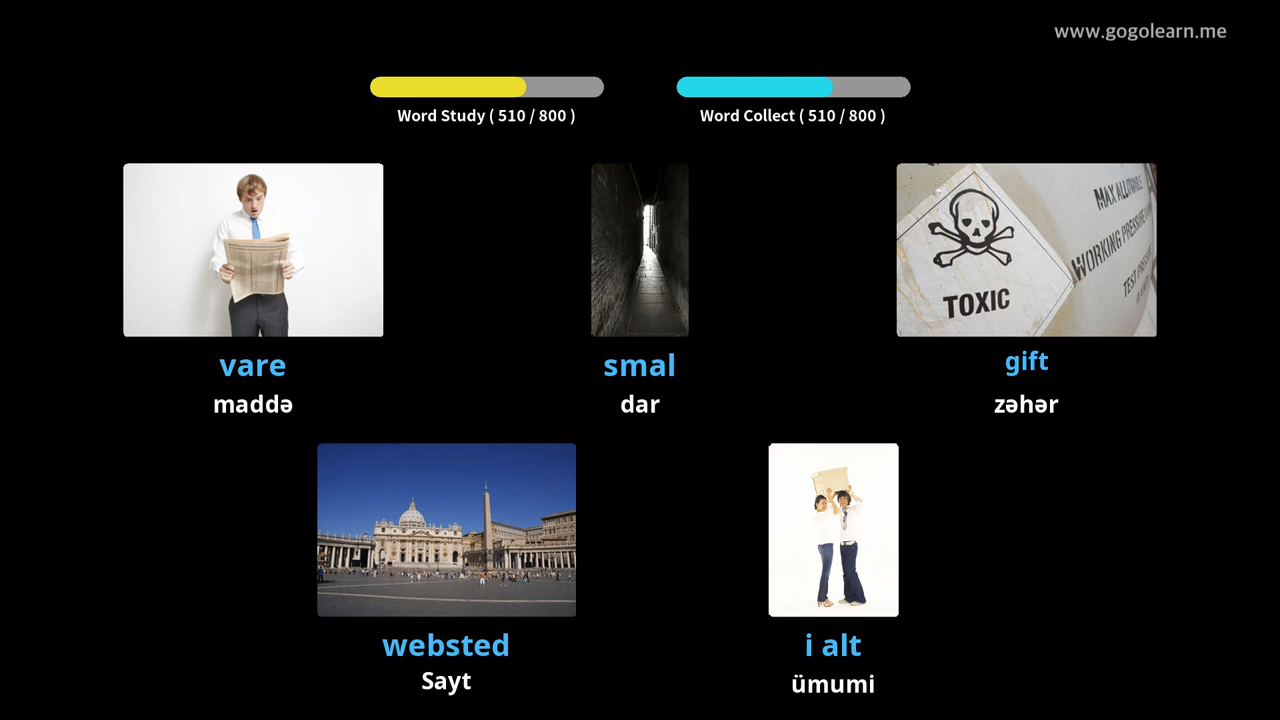 www.gogolearn.me
Word Study ( 510 / 800 )
Word Collect ( 510 / 800 )
TOXIC
MAX ALLOWABLE
WORKING PRESSURE
TEST
vare
smal
gift
maddə
dar
zəhər
websted
i alt
Sayt
ümumi